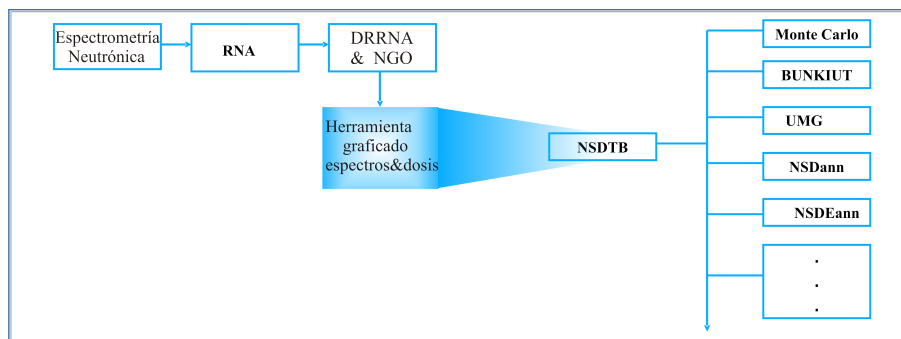 Espectrometría
Neutrónica
RNA
DRRNA
& NGO
Herramienta
graficado
espectros&dosis
NSDTB
Monte Carlo
BUNKIUT
UMG
NSDann
NSDEann
.
.
.